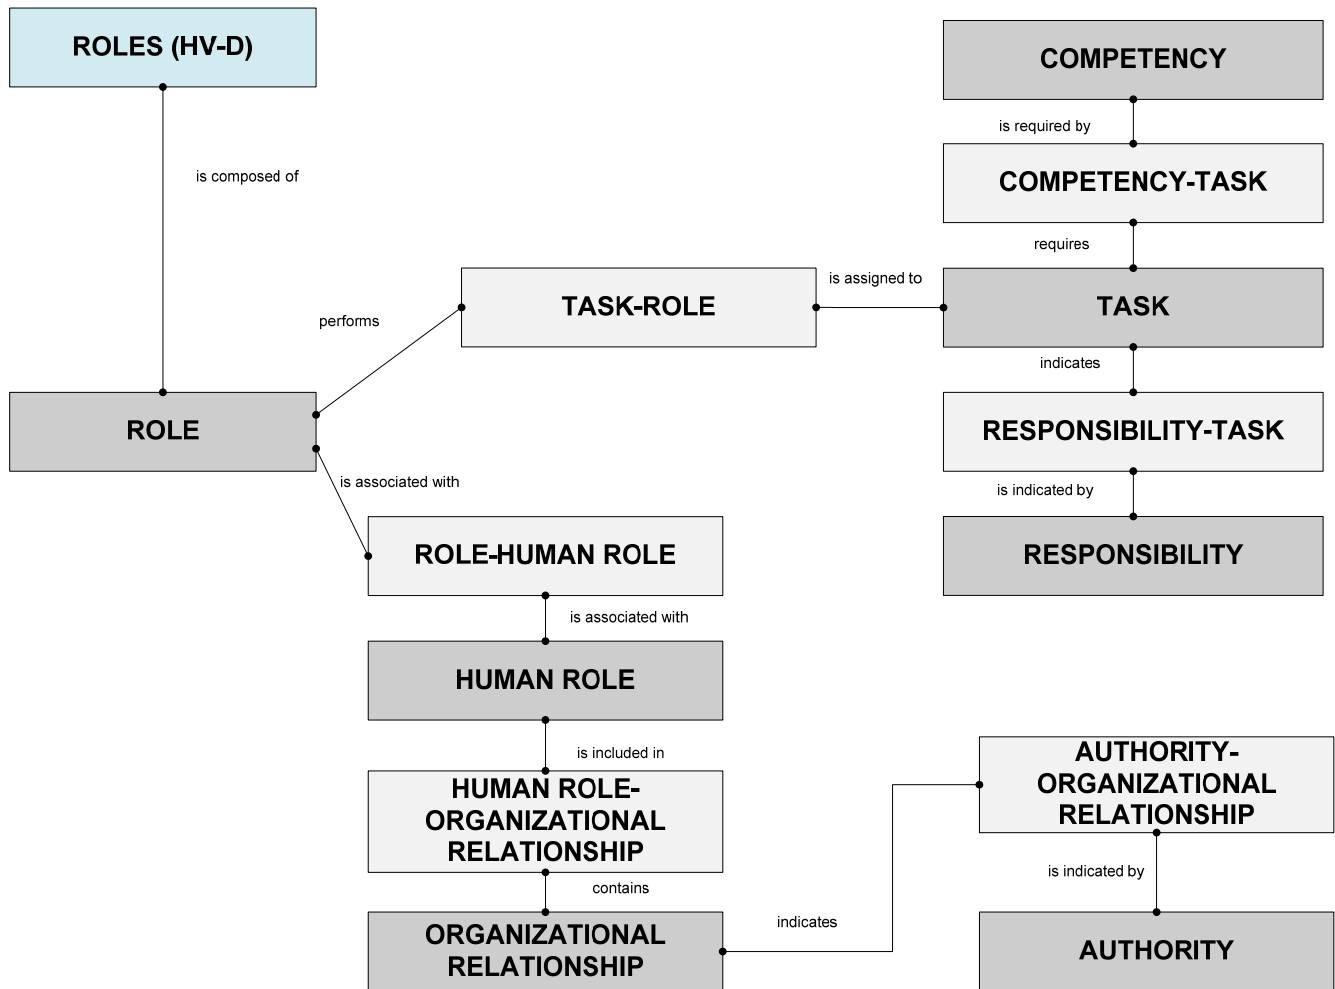 ROLES (HV-D)
COMPETENCY
is required by
is composed of
COMPETENCY-TASK
requires
is assigned to
TASK-ROLE
TASK
performs
indicates
ROLE
RESPONSIBILITY-TASK
is associated with
is indicated by
ROLE-HUMAN ROLE
RESPONSIBILITY
is associated with
HUMAN ROLE
is included in
HUMAN ROLE-
ORGANIZATIONAL
RELATIONSHIP
AUTHORITY-
ORGANIZATIONAL
RELATIONSHIP
contains
is indicated by
indicates
ORGANIZATIONAL
RELATIONSHIP
AUTHORITY